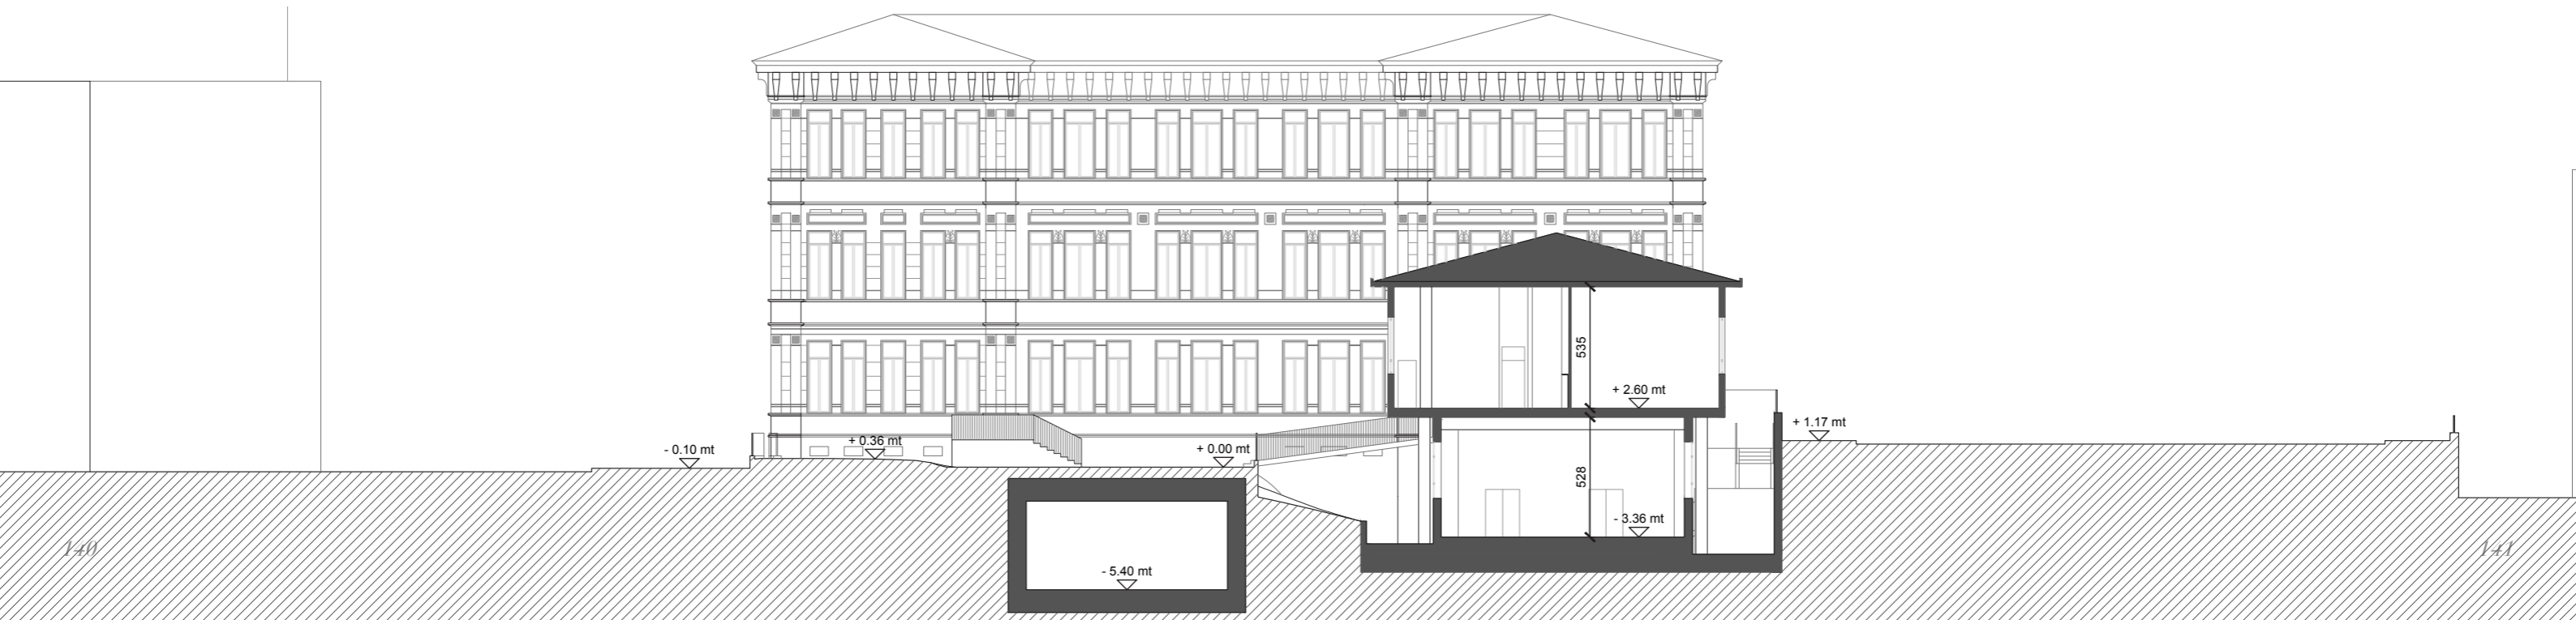 535
+ 2.60 mt
+ 1.17 mt
+ 0.36 mt
- 0.10 mt
+ 0.00 mt
528
- 3.36 mt
140
141
- 5.40 mt